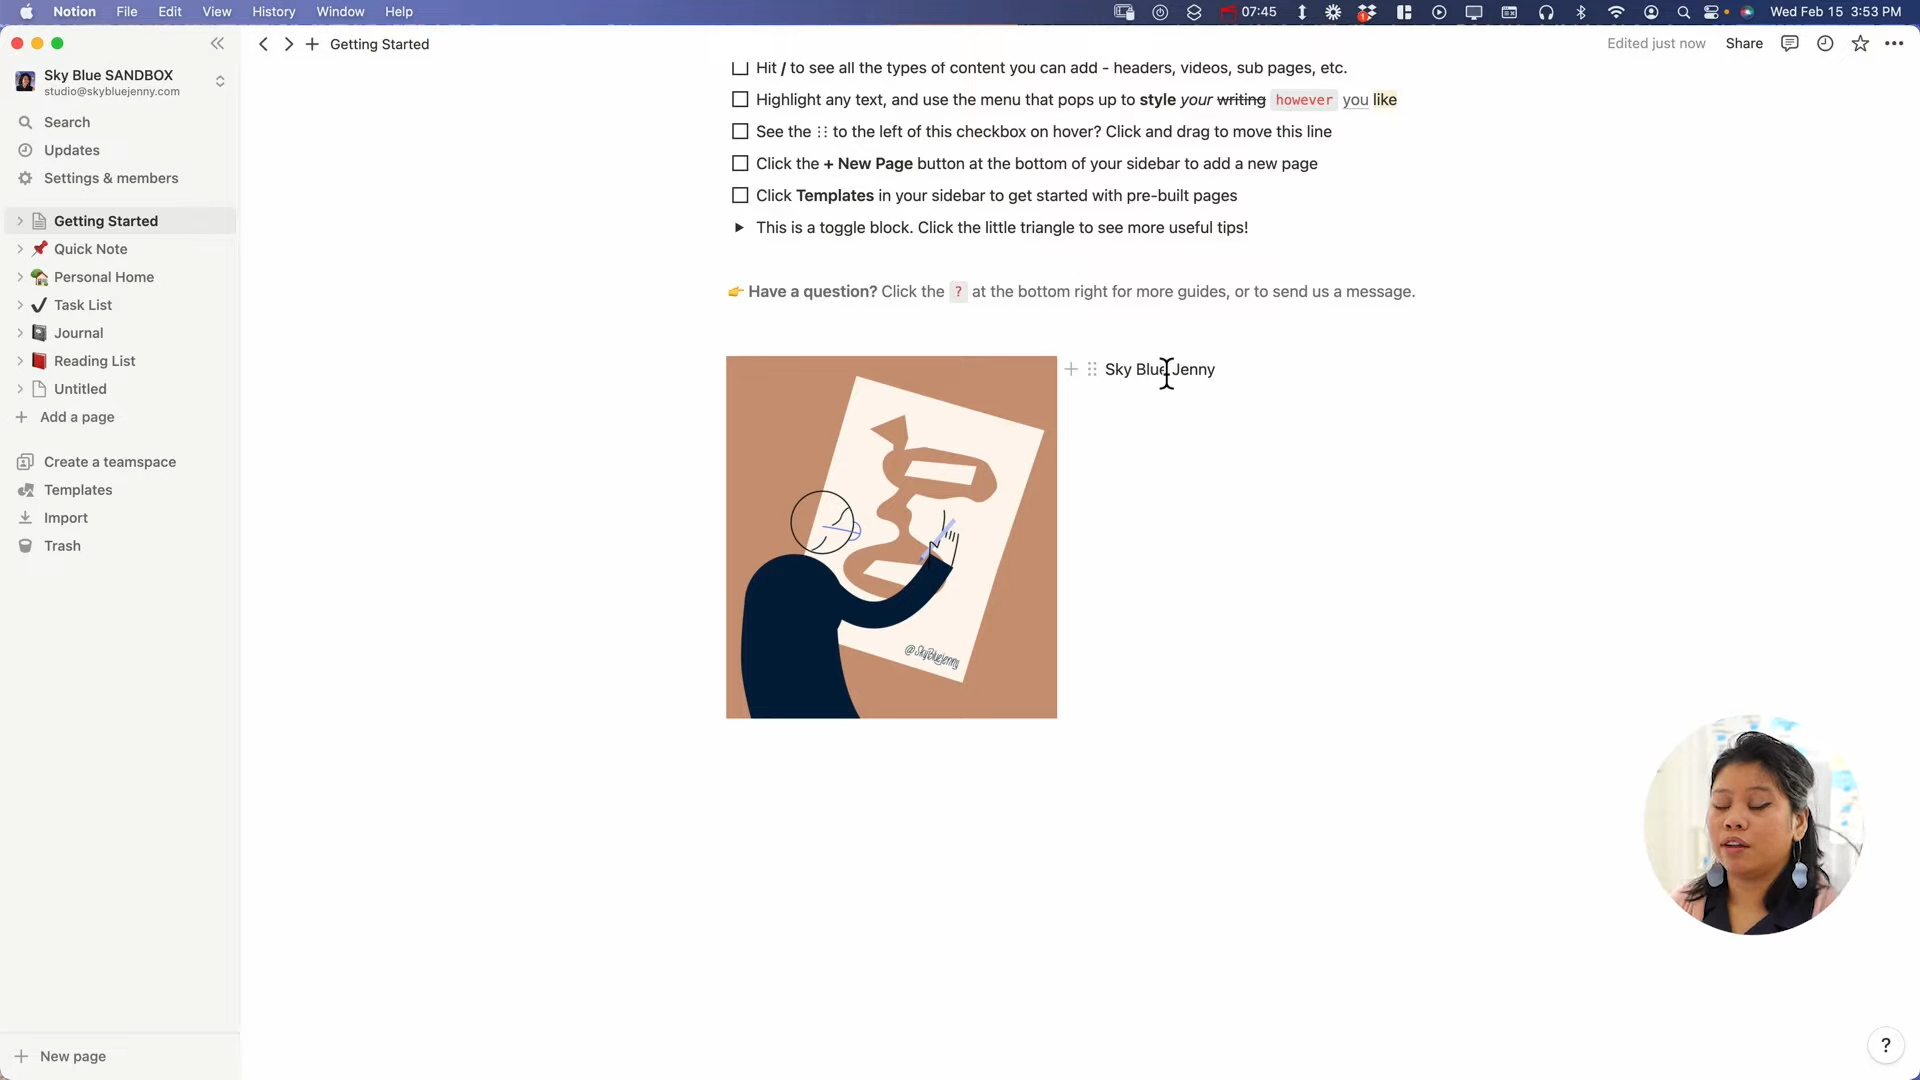 Notion File Edit View History Window Help 07:45 1 Wed Feb 15 3:53 PM
Getting Started Edited just now Share
Sky Blue SANDBOX
studio@skybluejenny.com
Search
Updates
Settings & members
Getting Started
Quick Note
Personal Home
Task List
Journal
Reading List
Untitled
Add a page
Create a teamspace
Templates
Import
Trash
New page
Hit / to see all the types of content you can add - headers, videos, sub pages, etc.
Highlight any text, and use the menu that pops up to style your writing however you like
See the ⋮⋮ to the left of this checkbox on hover? Click and drag to move this line
Click the + New Page button at the bottom of your sidebar to add a new page
Click Templates in your sidebar to get started with pre-built pages
This is a toggle block. Click the little triangle to see more useful tips!
👉 Have a question? Click the ? at the bottom right for more guides, or to send us a message.
Sky Blue Jenny
@SkyBluejenny
?